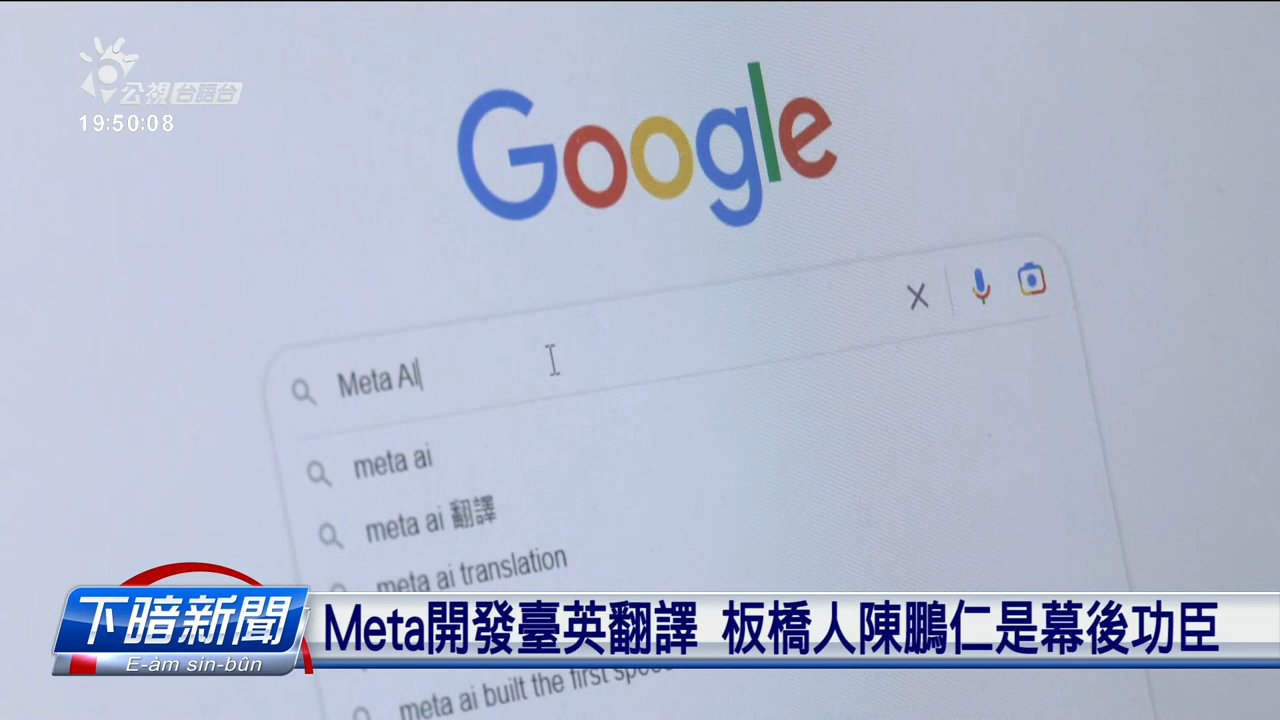 公視台語台
19:50:08
Google
Meta AI
meta ai
meta ai 翻譯
meta ai translation
下暗新聞
E-àm sin-bûn
Meta開發臺英翻譯 板橋人陳鵬仁是幕後功臣
meta ai built the first